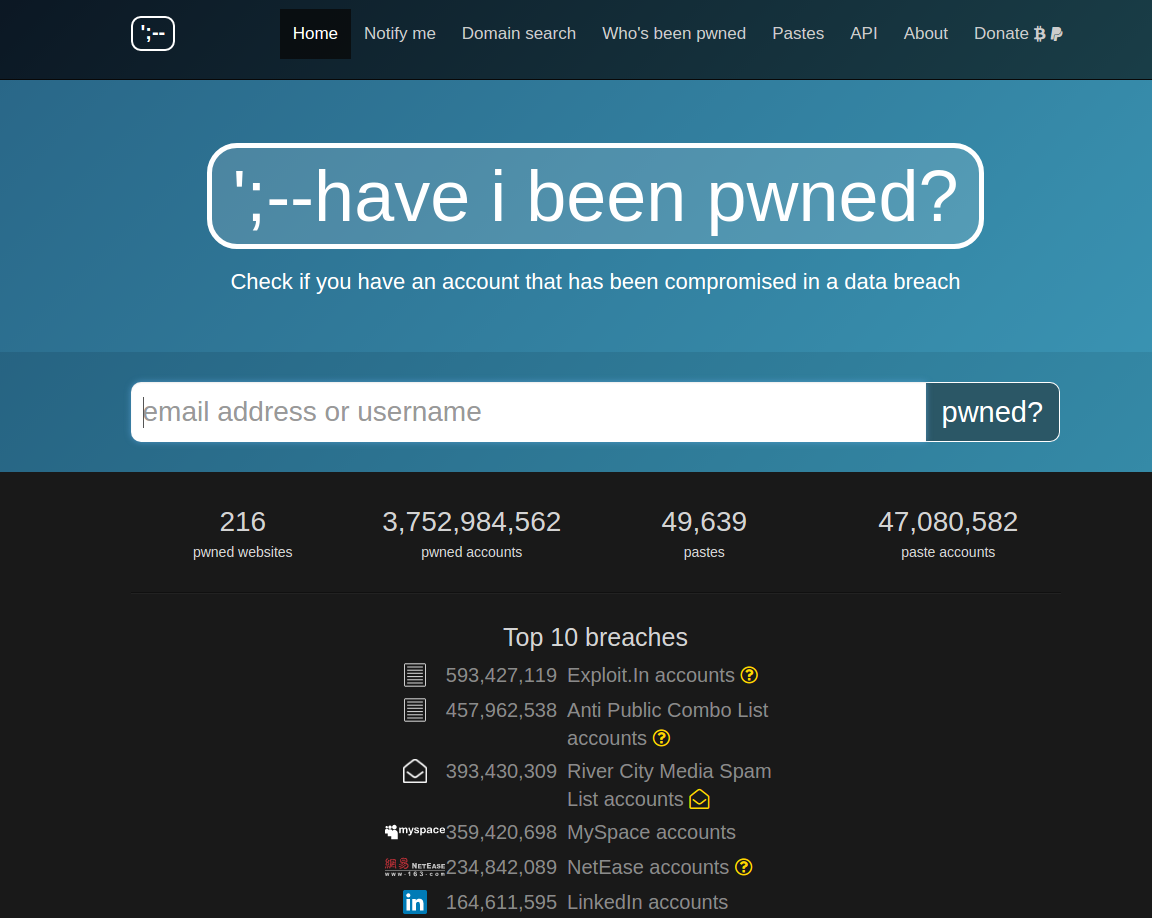 ';--
Home Notify me Domain search Who's been pwned Pastes API About Donate
';--have i been pwned?
Check if you have an account that has been compromised in a data breach
email address or username pwned?
216 3,752,984,562 49,639 47,080,582
pwned websites pwned accounts pastes paste accounts
Top 10 breaches
593,427,119 Exploit.In accounts
457,962,538 Anti Public Combo List
accounts
393,430,309 River City Media Spam
List accounts
myspace 359,420,698 MySpace accounts
網易 NETEASE
www.163.com
234,842,089 NetEase accounts
in 164,611,595 LinkedIn accounts